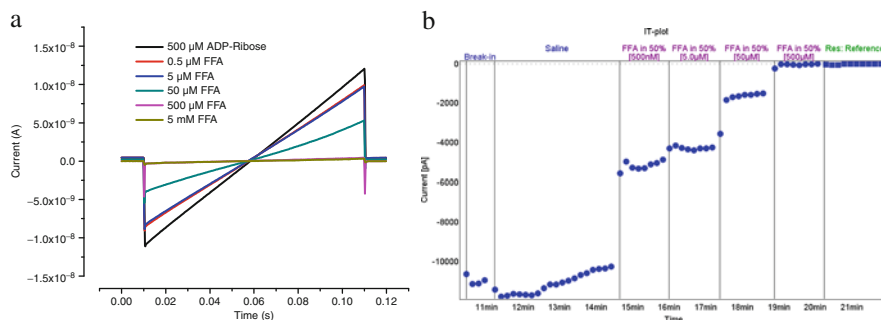 a
1.5×10⁻⁸
1.0×10⁻⁸
5.0×10⁻⁹
0.0
−5.0×10⁻⁹
−1.0×10⁻⁸
−1.5×10⁻⁸
Current (A)
500 µM ADP-Ribose
0.5 µM FFA
5 µM FFA
50 µM FFA
500 µM FFA
5 mM FFA
0.00 0.02 0.04 0.06 0.08 0.10 0.12
Time (s)
b
IT-plot
Break-in Saline FFA in 50% FFA in 50% FFA in 50% FFA in 50% Res: Reference
[500nM] [5.0µM] [50µM] [500µM]
0
-2000
-4000
-6000
-8000
-10000
Current [pA]
11min 12min 13min 14min 15min 16min 17min 18min 19min 20min 21min
Time